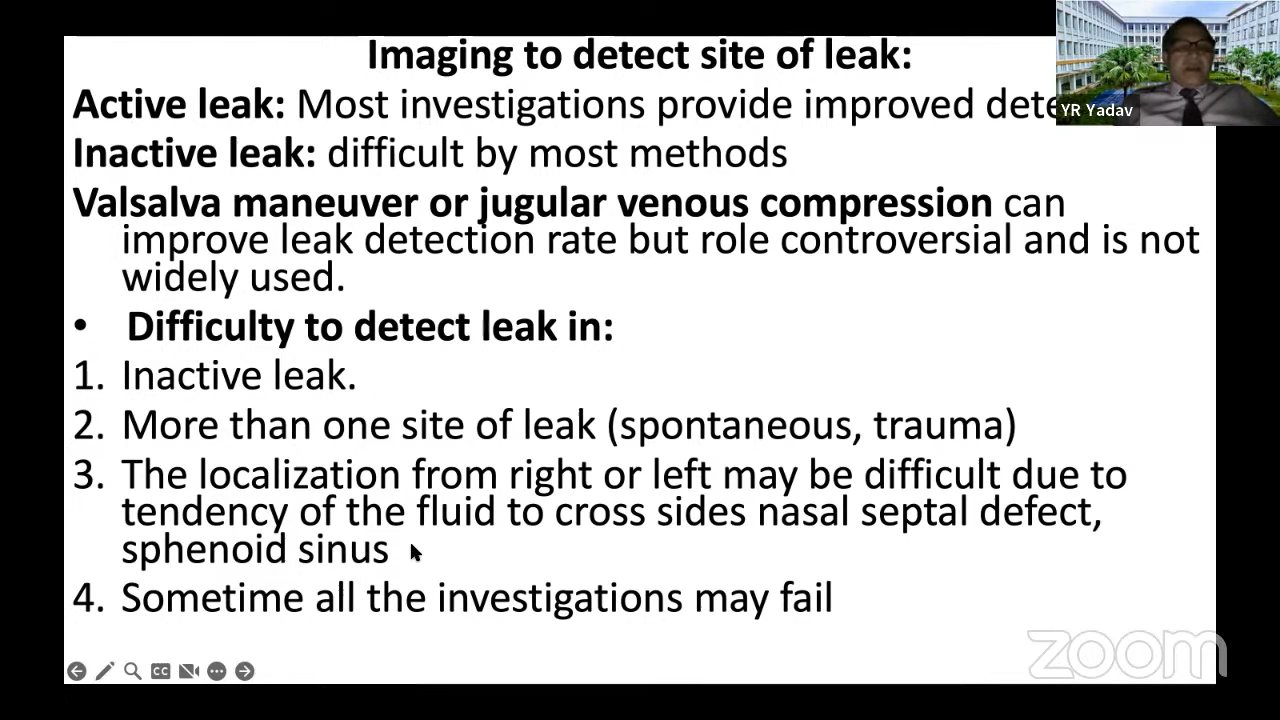 Imaging to detect site of leak:
Active leak: Most investigations provide improved dete
YR Yadav
Inactive leak: difficult by most methods
Valsalva maneuver or jugular venous compression can
improve leak detection rate but role controversial and is not
widely used.
• Difficulty to detect leak in:
1. Inactive leak.
2. More than one site of leak (spontaneous, trauma)
3. The localization from right or left may be difficult due to
tendency of the fluid to cross sides nasal septal defect,
sphenoid sinus
4. Sometime all the investigations may fail
zoom
CC